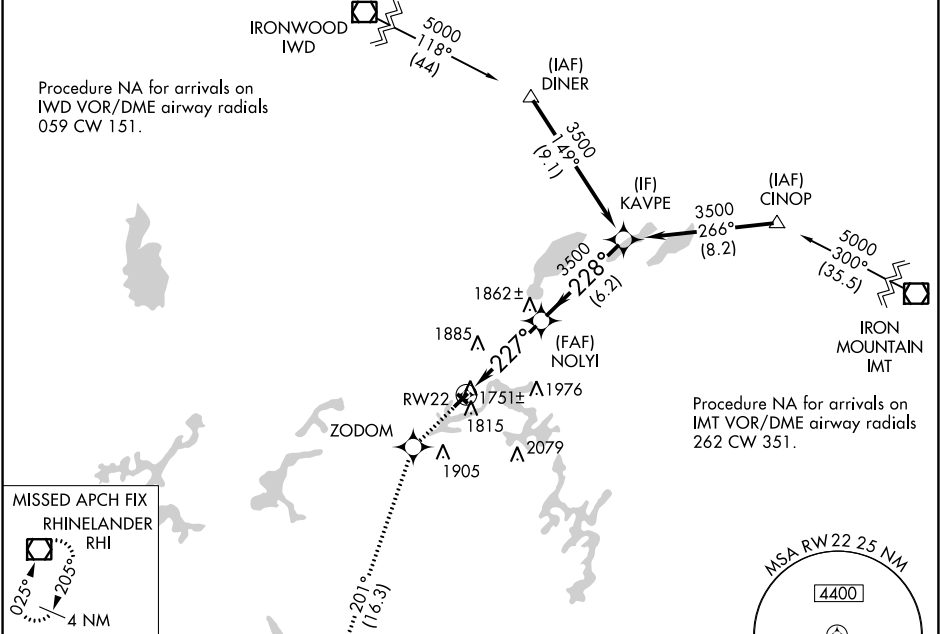 IRONWOOD
IWD
5000
118°
(44)
(IAF)
DINER
Procedure NA for arrivals on
IWD VOR/DME airway radials
059 CW 151.
3500
149°
(9.1)
(IF)
KAVPE
(IAF)
CINOP
3500
266°
(8.2)
5000
300°
(35.5)
3500
228°
(6.2)
1862±
1885
227°
(FAF)
NOLYI
IRON
MOUNTAIN
IMT
RW22
1751±
1976
1815
Procedure NA for arrivals on
IMT VOR/DME airway radials
262 CW 351.
ZODOM
1905
2079
MISSED APCH FIX
RHINELANDER
RHI
025°
205°
4 NM
201°
(16.3)
MSA RW 22 25 NM
4400